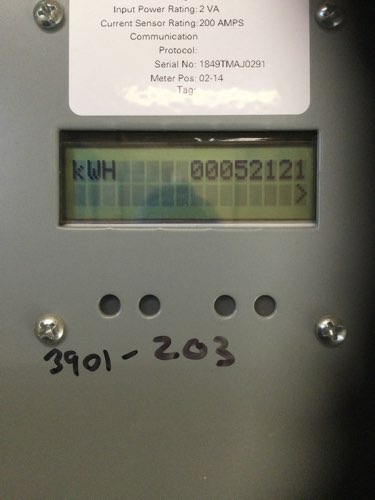 Input Power Rating: 2 VA
Current Sensor Rating: 200 AMPS
Communication
Protocol:
Serial No: 1849TMAJ0291
Meter Pos: 02-14
Tag:
kWH 00052121
>
3901-203